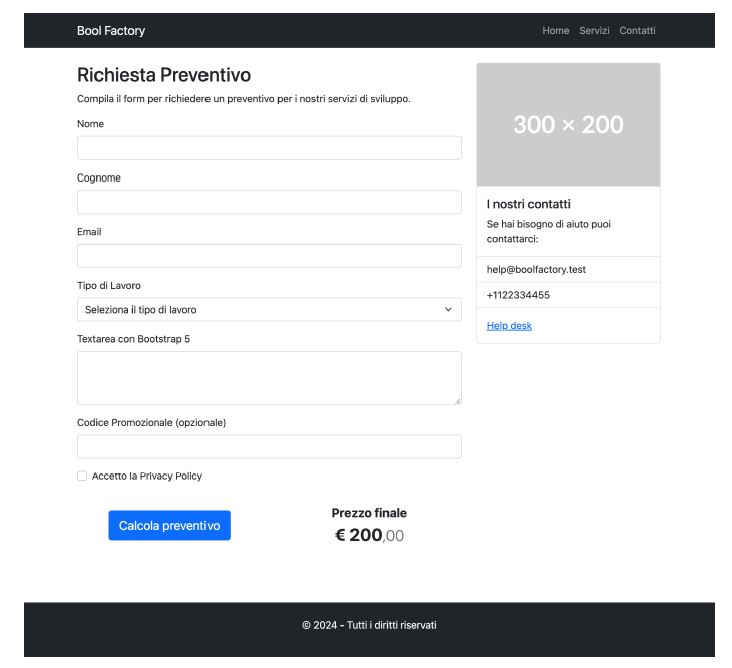 Bool Factory
Home Servizi Contatti
Richiesta Preventivo
Compila il form per richiedere un preventivo per i nostri servizi di sviluppo.
Nome
Cognome
Email
Tipo di Lavoro
Seleziona il tipo di lavoro
Textarea con Bootstrap 5
Codice Promozionale (opzionale)
Accetto la Privacy Policy
Calcola preventivo
Prezzo finale
€ 200,00
300 × 200
I nostri contatti
Se hai bisogno di aiuto puoi
contattarci:
help@boolfactory.test
+1122334455
Help desk
© 2024 - Tutti i diritti riservati